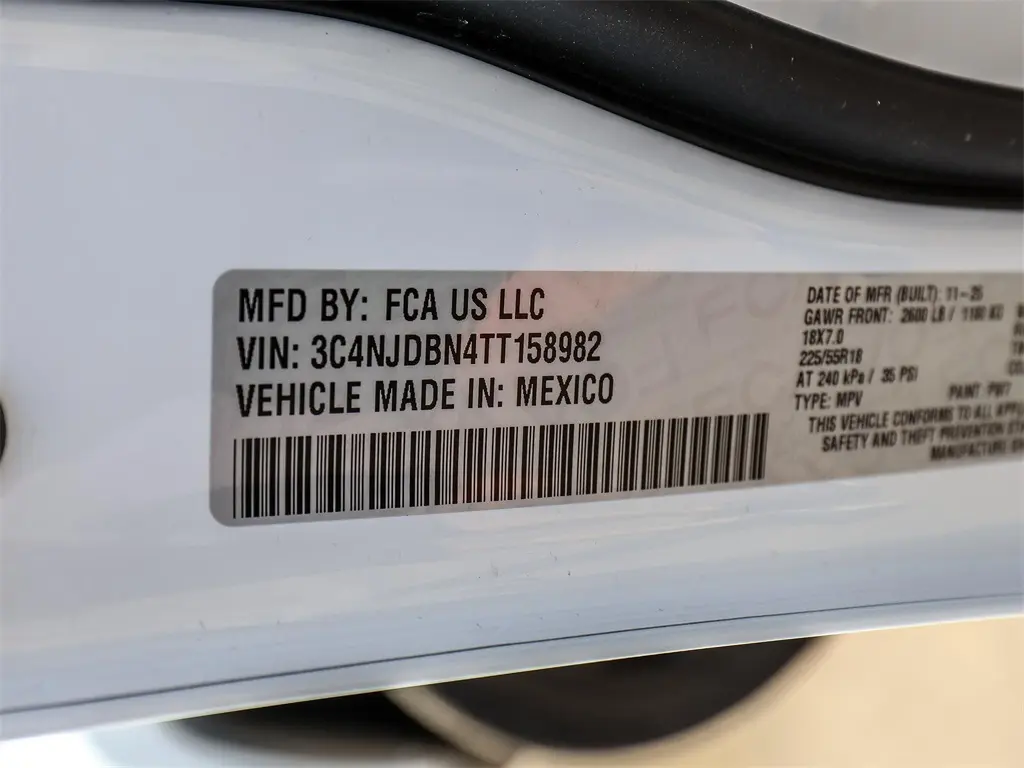 MFD BY: FCA US LLC
VIN: 3C4NJDBN4TT158982
VEHICLE MADE IN: MEXICO
DATE OF MFR (BUILT): 11-25
GAWR FRONT: 2600 LB / 1180 KG
18X7.0
225/55R18
AT 240 kPa / 35 PSI
TYPE: MPV
PAINT: PW7
THIS VEHICLE CONFORMS TO ALL
SAFETY AND THEFT PREVENTION
MANUFACTURE